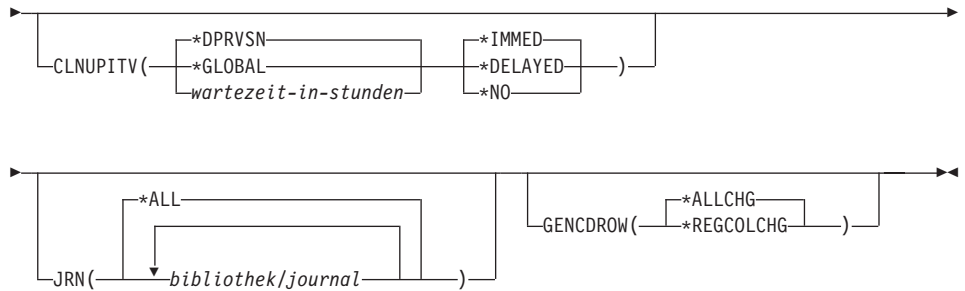 *DPRVSN *IMMED
CLNUPITV( *GLOBAL *DELAYED )
wartezeit-in-stunden *NO
*ALL *ALLCHG
GENCDROW( *REGCOLCHG )
JRN( bibliothek/journal )